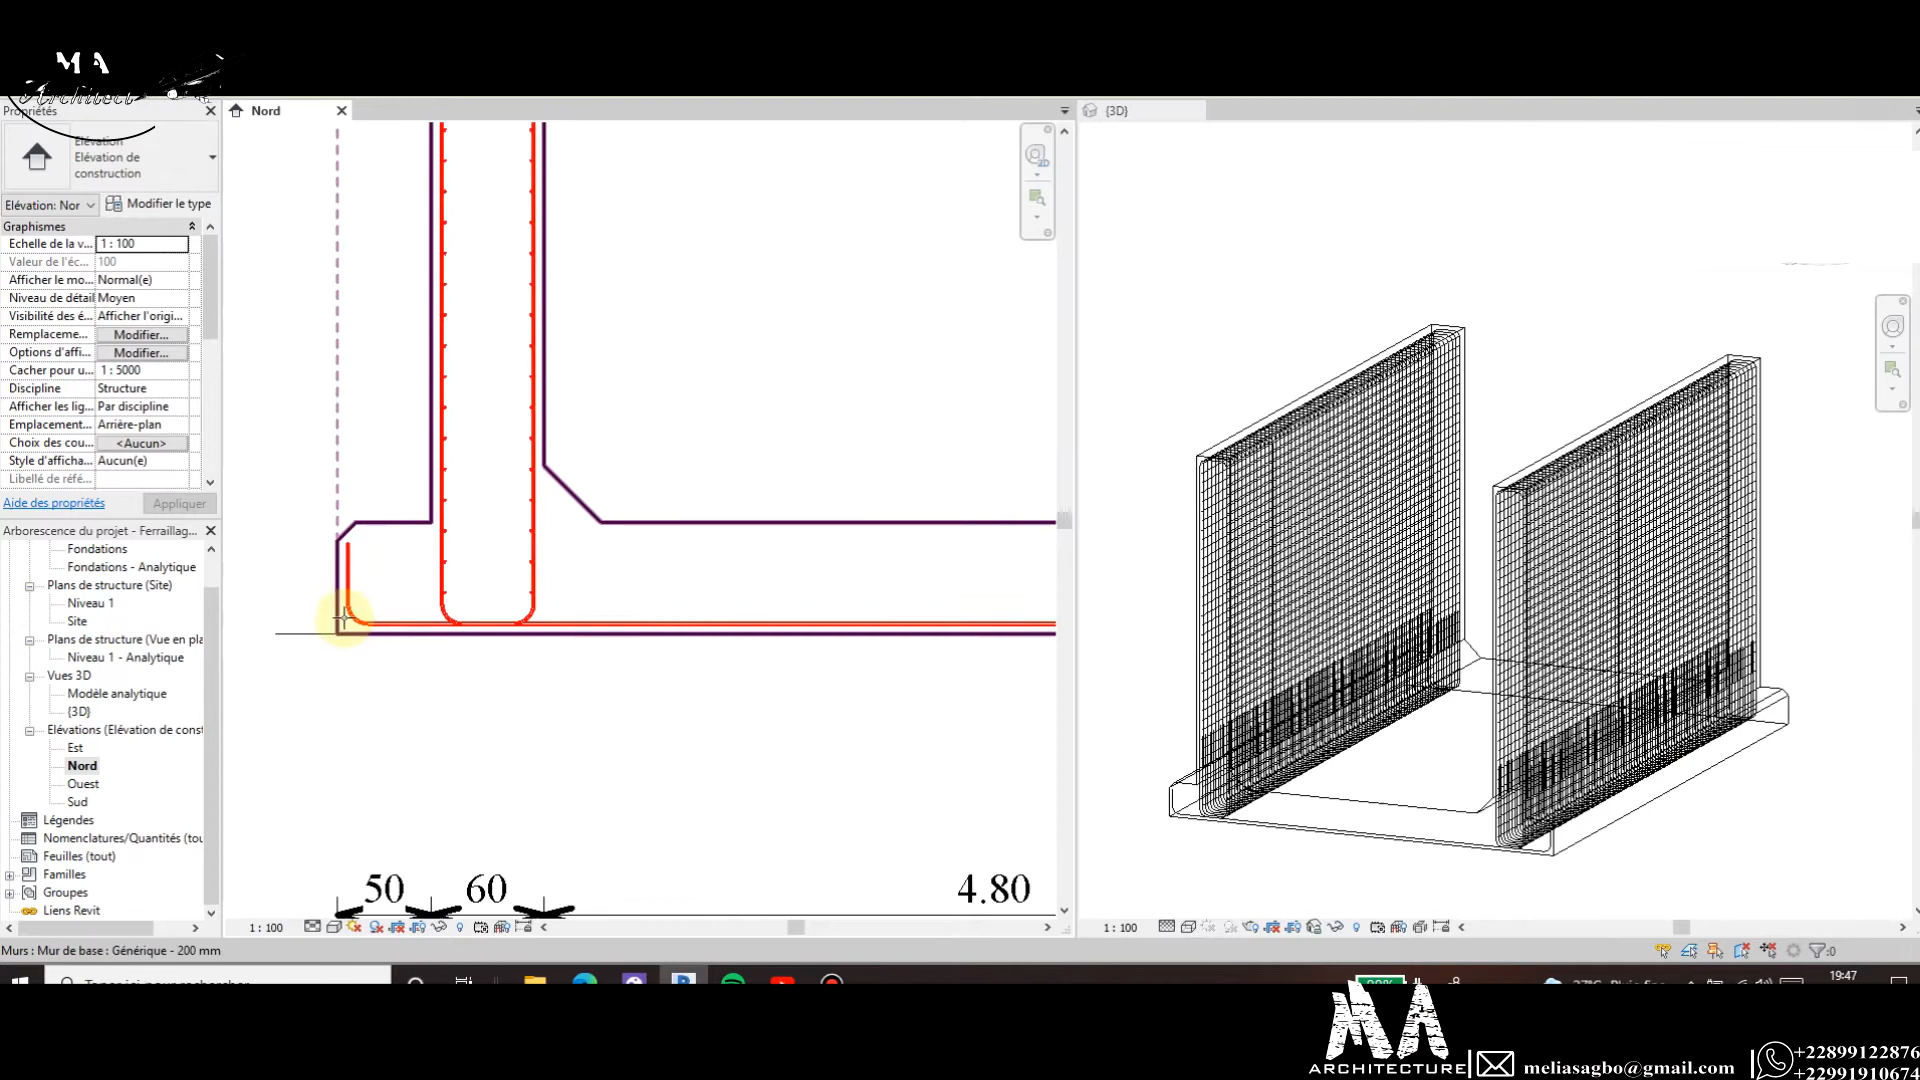 MA
Architect
Propriétés
Elévation
Elévation de
construction
Elévation: Nor
Modifier le type
Graphismes
Echelle de la v... 1 : 100
Valeur de l'éc... 100
Afficher le mo... Normal(e)
Niveau de détail Moyen
Visibilité des é... Afficher l'origi...
Remplaceme... Modifier...
Options d'affi... Modifier...
Cacher pour u... 1 : 5000
Discipline Structure
Afficher les lig... Par discipline
Emplacement... Arrière-plan
Choix des cou... <Aucun>
Style d'afficha... Aucun(e)
Libellé de réfé...
Aide des propriétés
Appliquer
Arborescence du projet - Ferraillag...
Fondations
Fondations - Analytique
Plans de structure (Site)
Niveau 1
Site
Plans de structure (Vue en pla
Niveau 1 - Analytique
Vues 3D
Modèle analytique
{3D}
Elévations (Elévation de const
Est
Nord
Ouest
Sud
Légendes
Nomenclatures/Quantités (tou
Feuilles (tout)
Familles
Groupes
Liens Revit
Nord
50 60 4.80
1 : 100
{3D}
1 : 100
Murs : Mur de base : Générique - 200 mm
:0
19:47
MA
ARCHITECTURE
meliasagbo@gmail.com
+22899122876
+22991910674